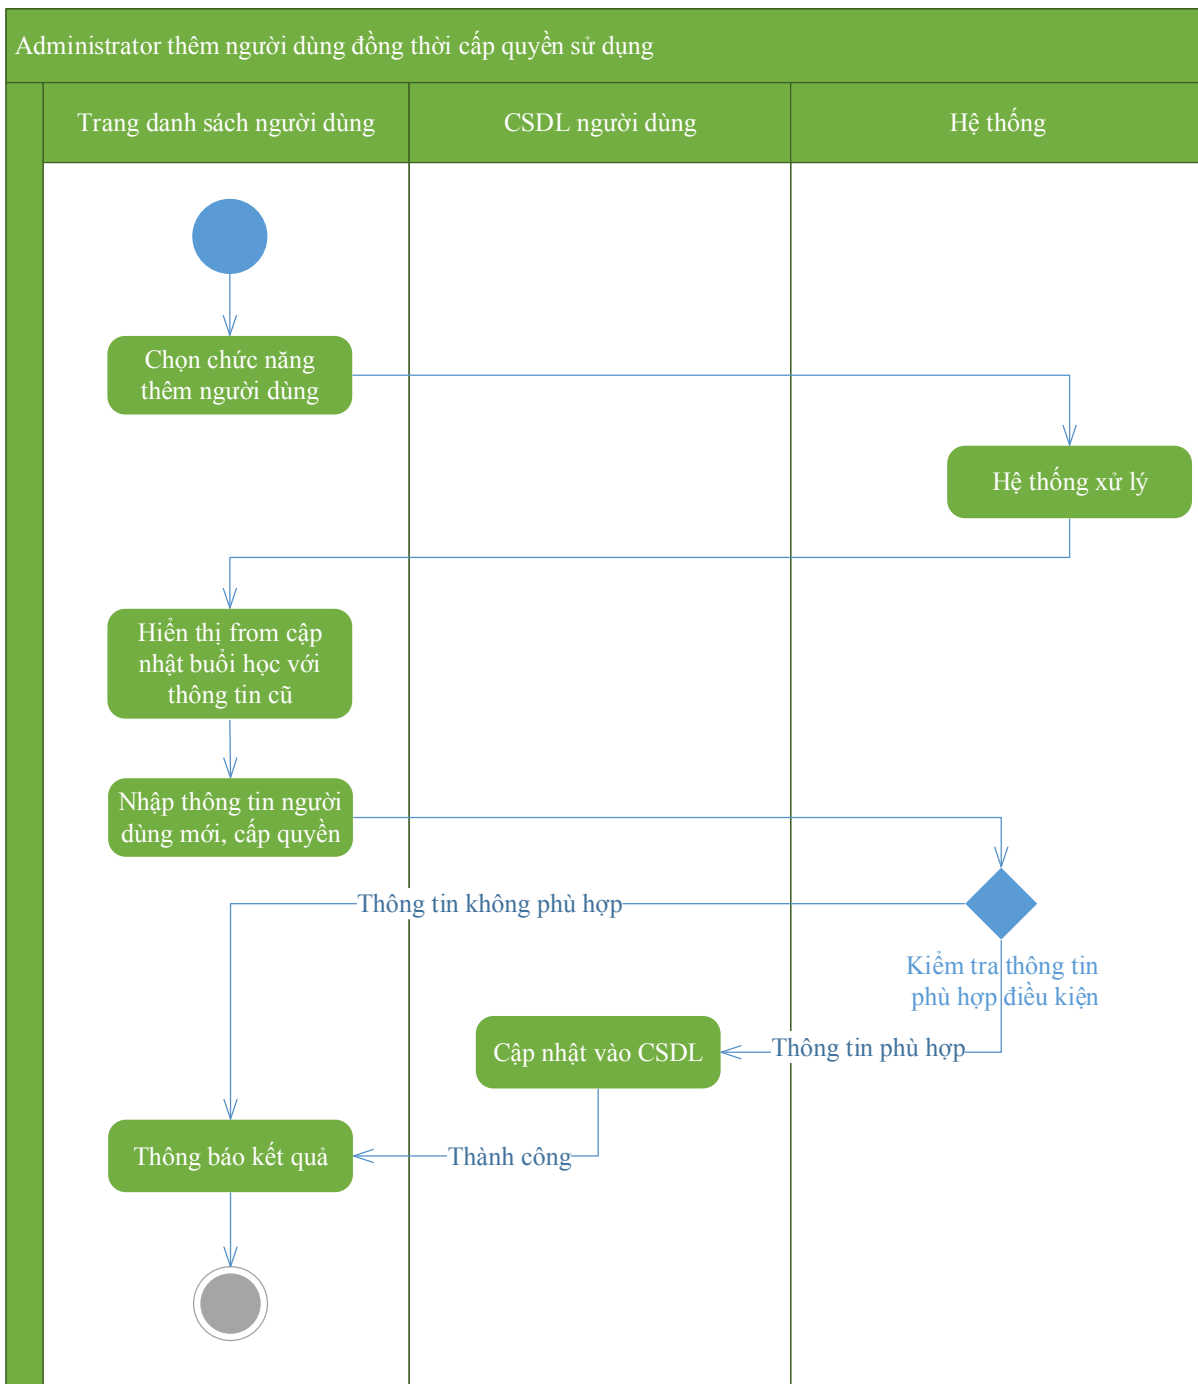 Administrator thêm người dùng đồng thời cấp quyền sử dụng
Trang danh sách người dùng
CSDL người dùng
Hệ thống
Chọn chức năng
thêm người dùng
Hệ thống xử lý
Hiển thị from cập
nhật buổi học với
thông tin cũ
Nhập thông tin người
dùng mới, cấp quyền
Thông tin không phù hợp
Kiểm tra thông tin
phù hợp điều kiện
Cập nhật vào CSDL
Thông tin phù hợp
Thông báo kết quả
Thành công